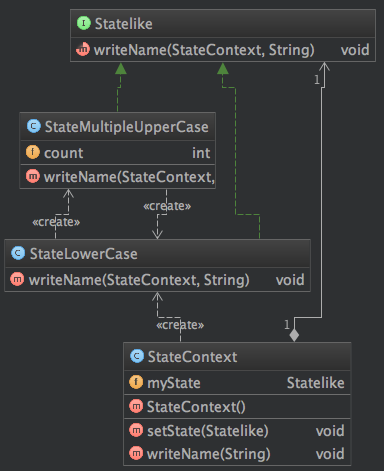 Statelike
writeName(StateContext, String) void
1
StateMultipleUpperCase
count int
writeName(StateContext,
«create»
«create»
StateLowerCase
writeName(StateContext, String) void
«create»
1
StateContext
myState Statelike
StateContext()
setState(Statelike) void
writeName(String) void